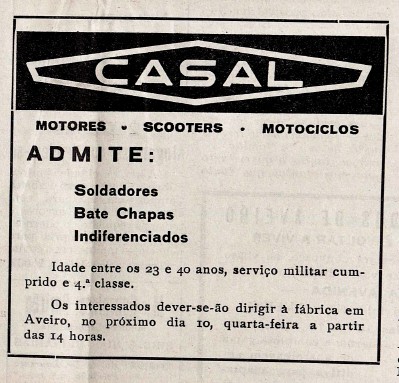 CASAL
MOTORES • SCOOTERS • MOTOCICLOS
ADMITE:
Soldadores
Bate Chapas
Indiferenciados
Idade entre os 23 e 40 anos, serviço militar cum-
prido e 4.ª classe.
Os interessados dever-se-ão dirigir à fábrica em
Aveiro, no próximo dia 10, quarta-feira a partir
das 14 horas.